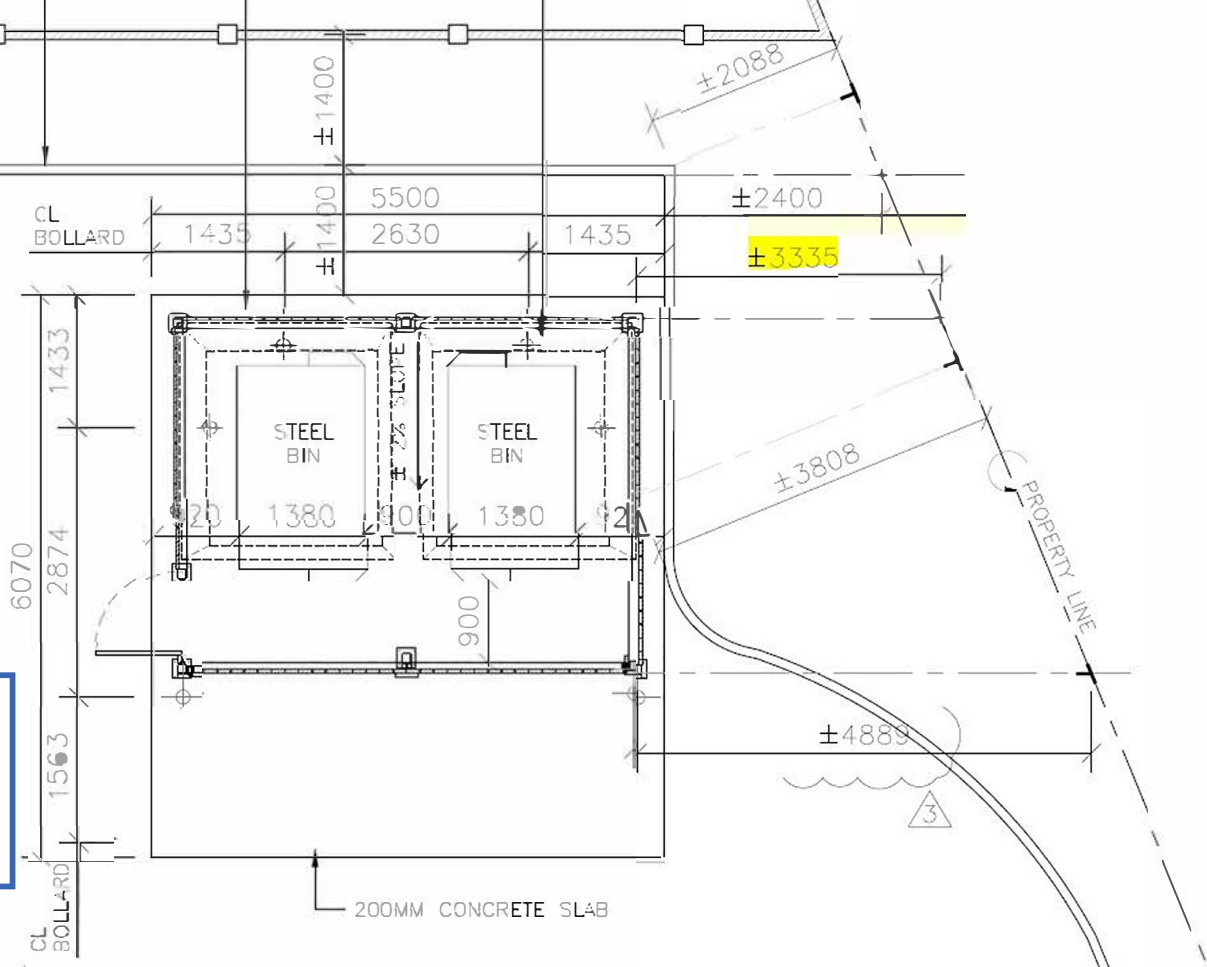 ±2088
±1400
5500
±2400
CL
BOLLARD
1435
2630
1435
±1400
±3335
1433
STEEL
BIN
± 2% SLOPE
STEEL
BIN
±3808
PROPERTY LINE
1380
900
1380
920
6070
2874
900
±4889
1563
3
CL
BOLLARD
200MM CONCRETE SLAB